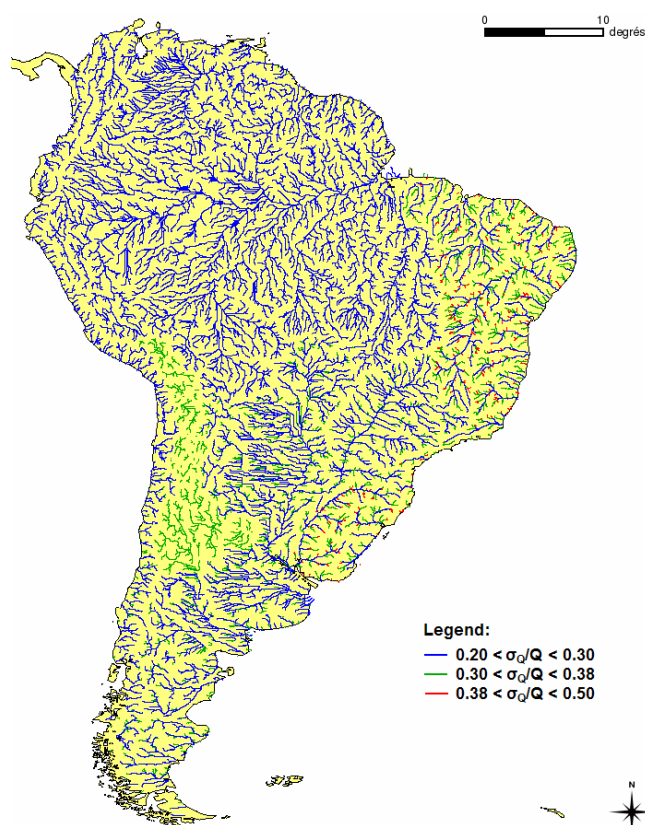 0 10
degrés
Legend:
0.20 < σQ/Q < 0.30
0.30 < σQ/Q < 0.38
0.38 < σQ/Q < 0.50
N